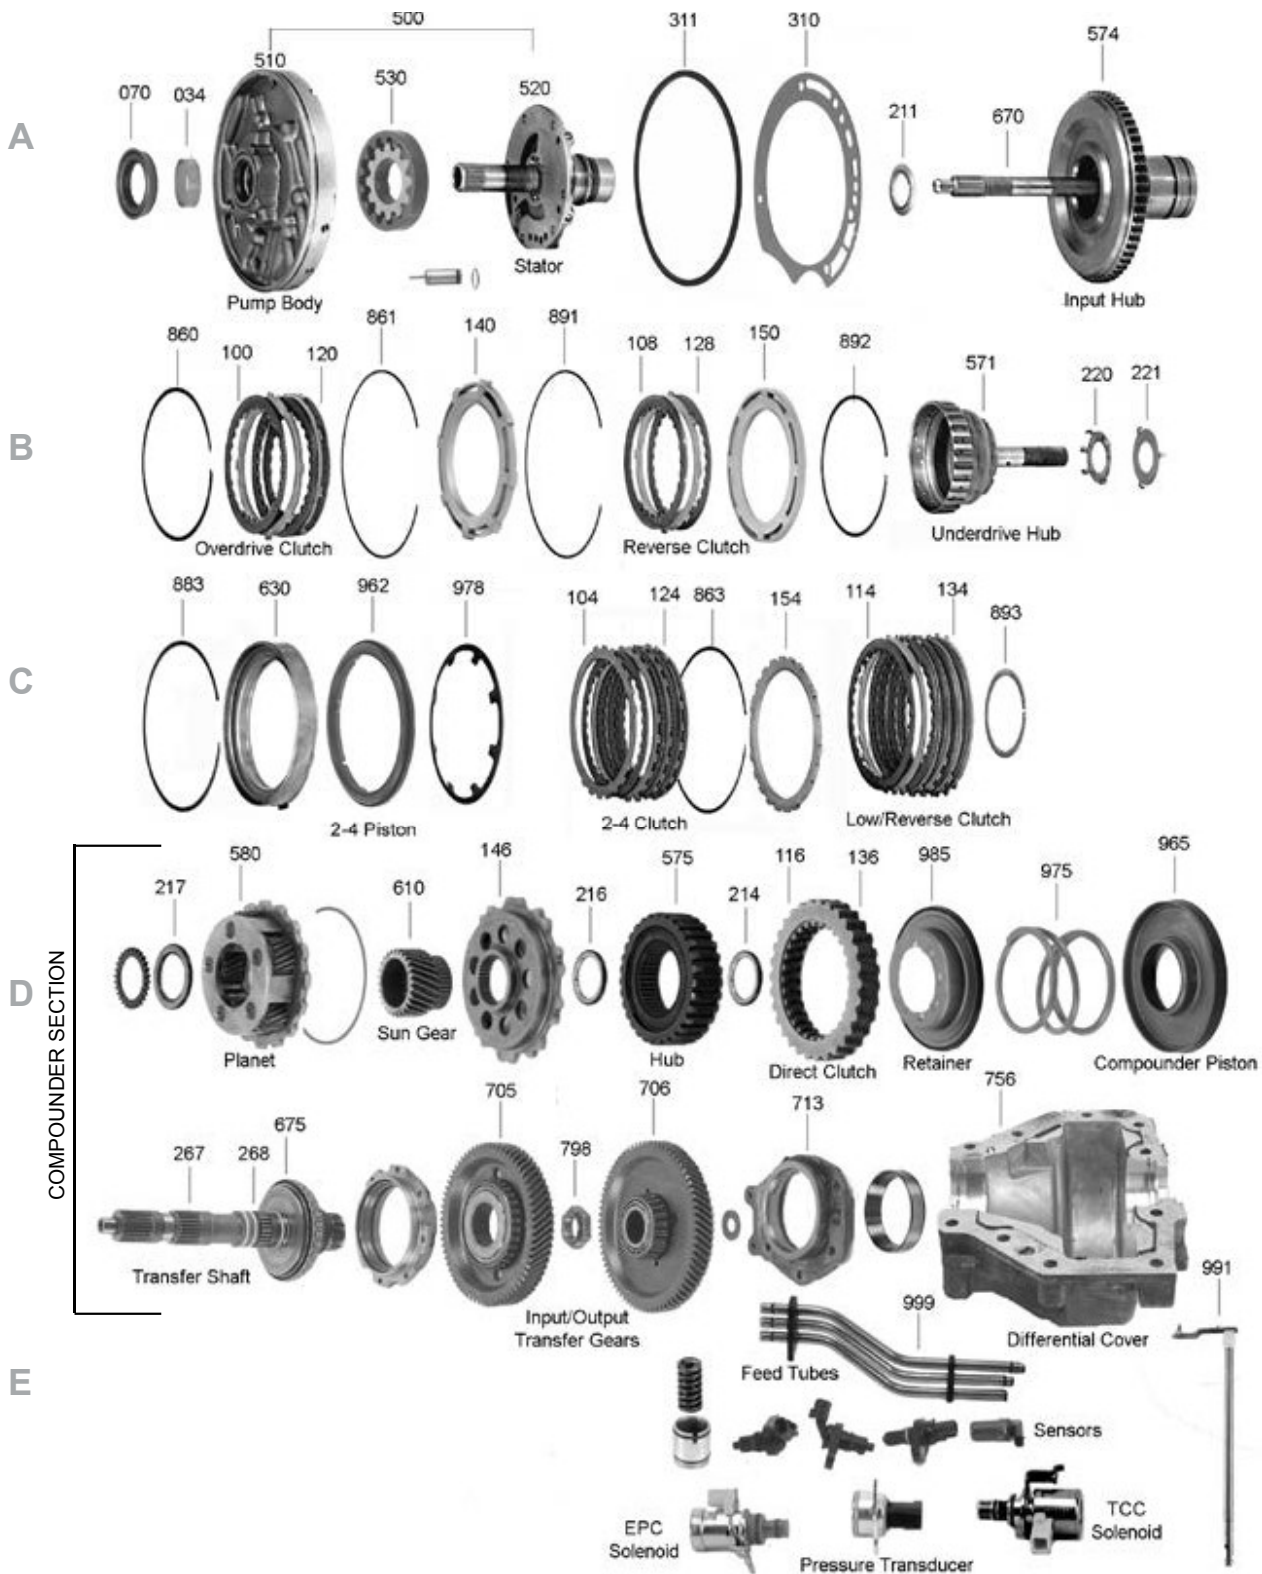 500
311
310
574
510
070
034
530
520
211
670
A
Stator
Pump Body
Input Hub
860
100
120
861
140
891
108
128
150
892
571
220
221
B
Overdrive Clutch
Reverse Clutch
Underdrive Hub
883
630
962
978
104
124
863
154
114
134
893
C
2-4 Piston
2-4 Clutch
Low/Reverse Clutch
COMPOUNDER SECTION
217
580
610
146
216
575
214
116
136
985
975
965
D
Planet
Sun Gear
Hub
Direct Clutch
Retainer
Compounder Piston
267
268
675
705
798
706
713
756
Transfer Shaft
Input/Output
Transfer Gears
Differential Cover
991
999
Feed Tubes
E
Sensors
EPC
Solenoid
Pressure Transducer
TCC
Solenoid